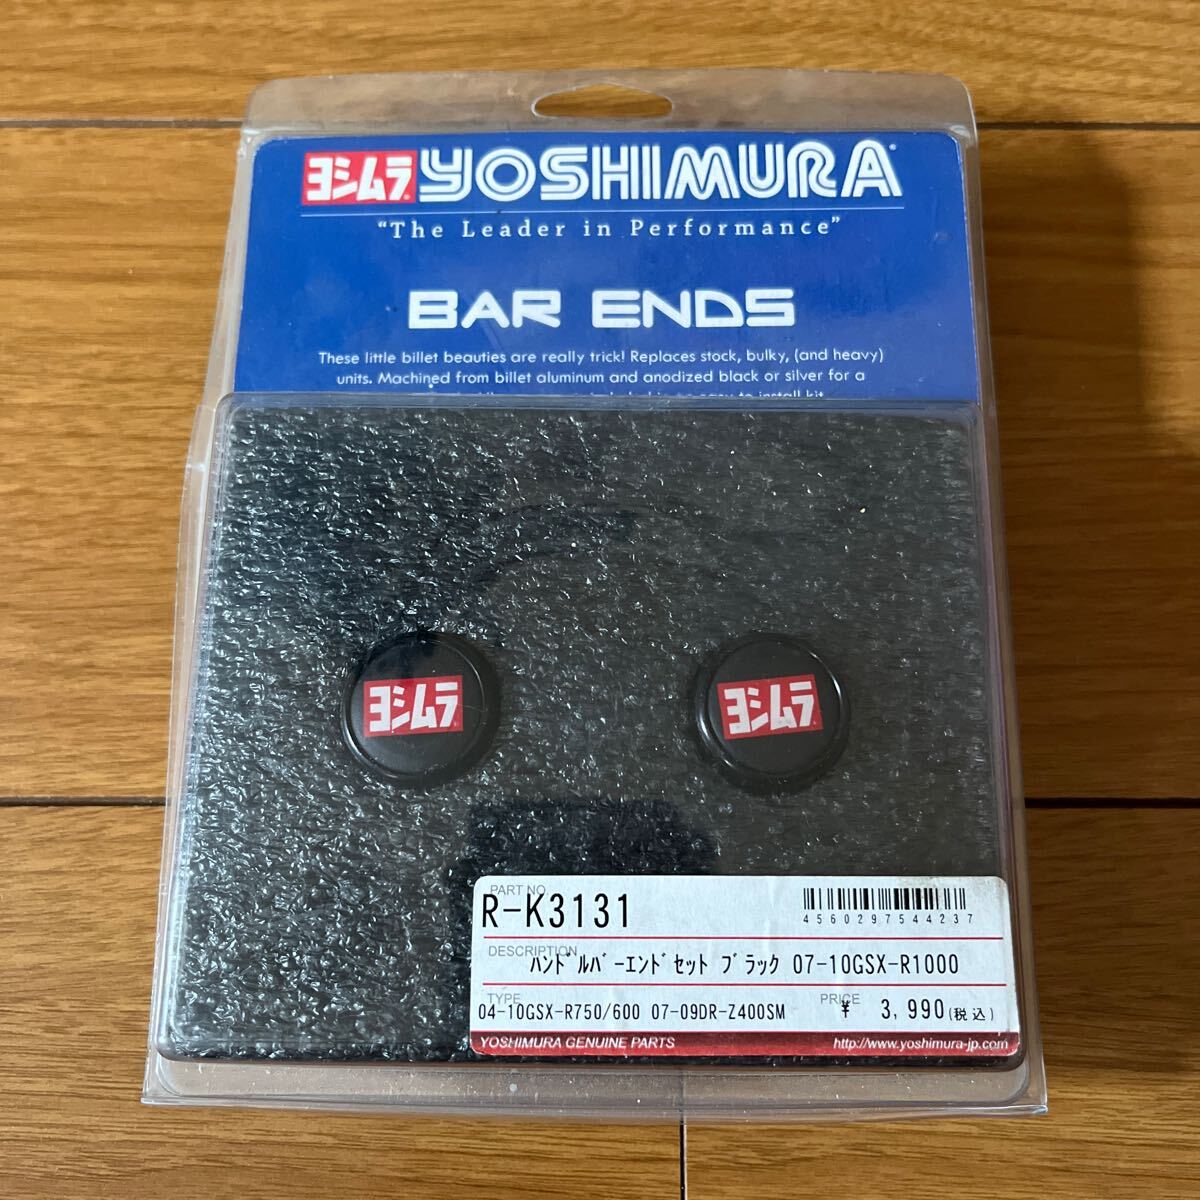 ヨシムラ YOSHIMURA
"The Leader in Performance"
BAR ENDS
These little billet beauties are really trick! Replaces stock, bulky, (and heavy)
units. Machined from billet aluminum and anodized black or silver for a
easy to install kit
ヨシムラ ヨシムラ
PART NO.
R-K3131
4560297544237
DESCRIPTION
ﾊﾝﾄﾞﾙﾊﾞｰｴﾝﾄﾞｾｯﾄ ﾌﾞﾗｯｸ 07-10GSX-R1000
TYPE
04-10GSX-R750/600 07-09DR-Z400SM
PRICE
¥ 3,990(税込)
YOSHIMURA GENUINE PARTS http://www.yoshimura-jp.com